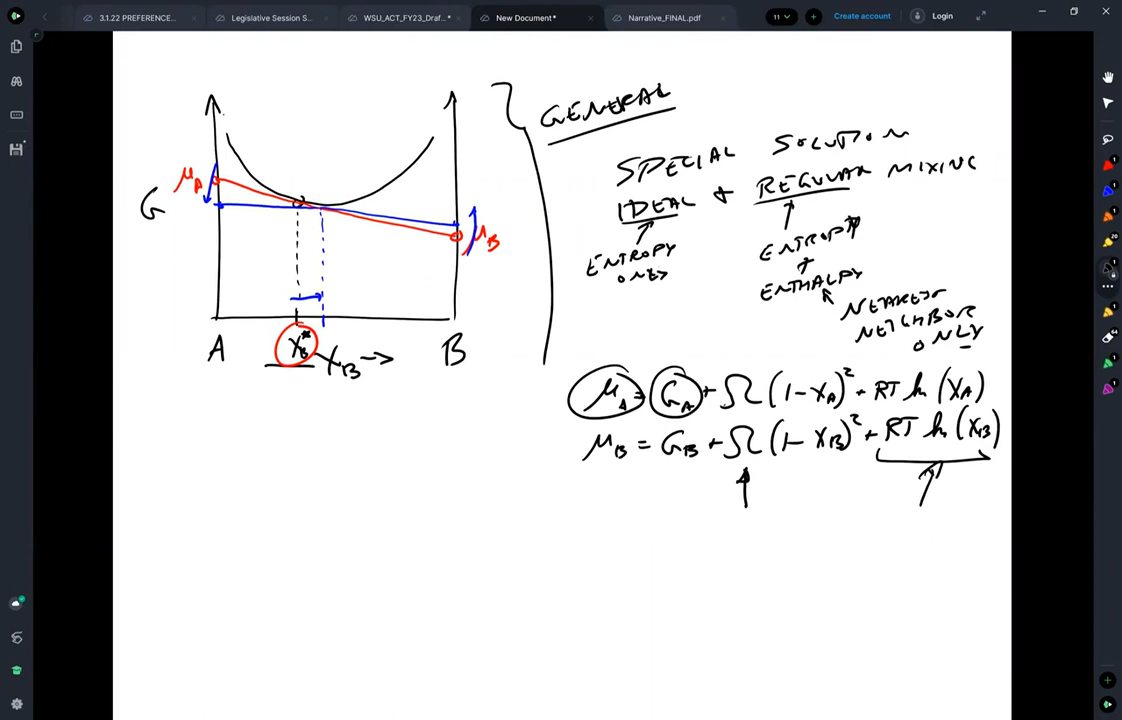 3.1.22 PREFERENCE...
Legislative Session S...
WSU_ACT_FY23_Draf... *
New Document *
Narrative_FINAL.pdf
11
Create account
Login
GENERAL
SPECIAL SOLUTION
IDEAL + REGULAR MIXING
ENTROPY
ONLY
ENTROPY
+
ENTHALPY
NEAREST
NEIGHBOR
ONLY
μA
G
μB
A
XB*
XB →
B
μA = GA + Ω (1-XA)² + RT ln (XA)
μB = GB + Ω (1-XB)² + RT ln (XB)